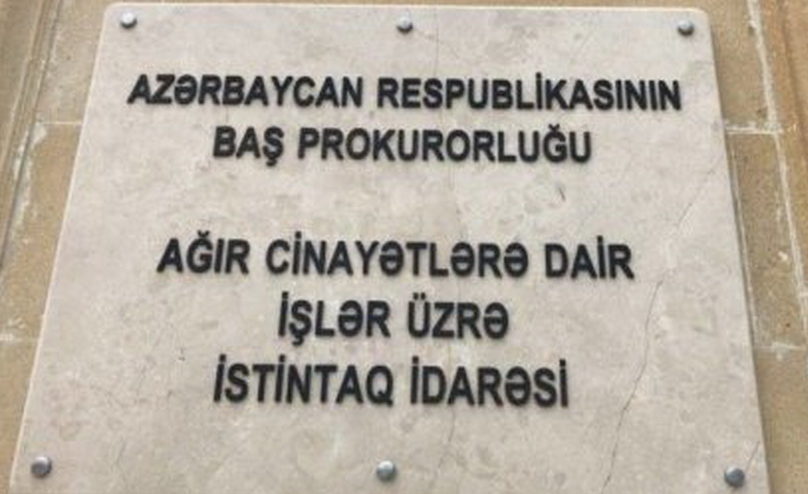 AZƏRBAYCAN RESPUBLİKASININ
BAŞ PROKURORLUĞU
AĞIR CİNAYƏTLƏRƏ DAİR
İŞLƏR ÜZRƏ
İSTİNTAQ İDARƏSİ